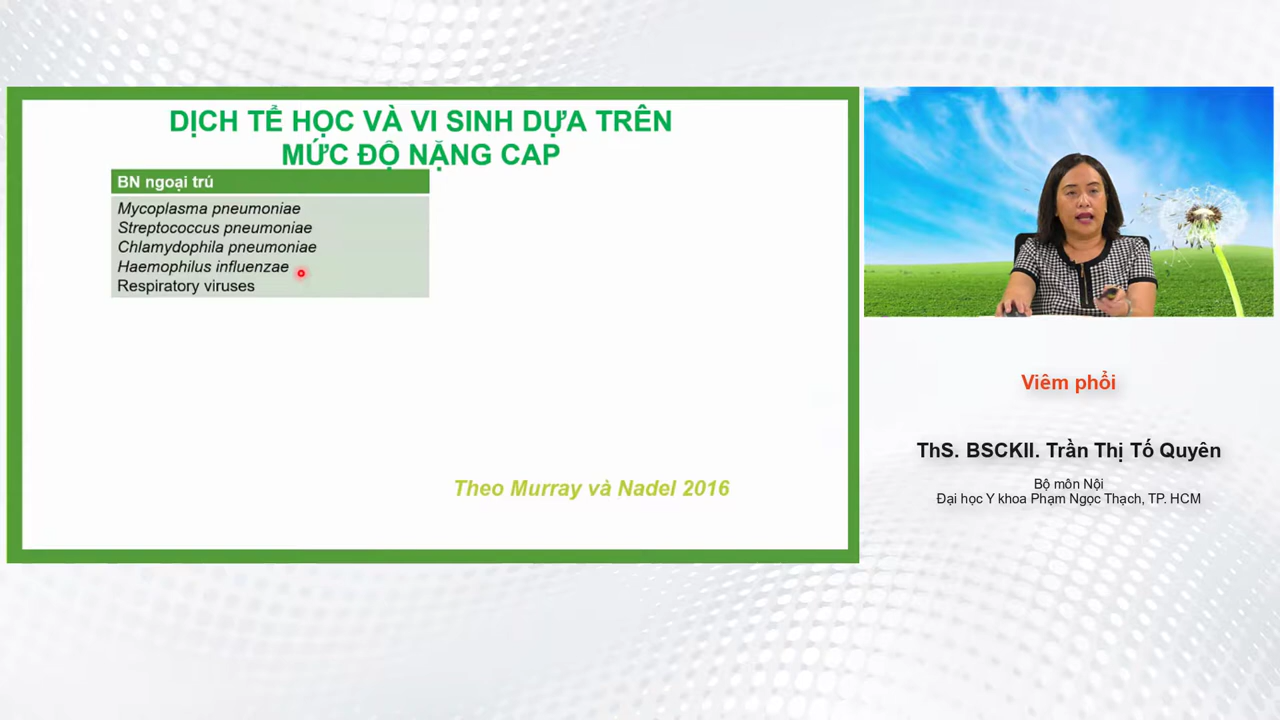 DỊCH TỂ HỌC VÀ VI SINH DỰA TRÊN
MỨC ĐỘ NẶNG CAP
BN ngoại trú
Mycoplasma pneumoniae
Streptococcus pneumoniae
Chlamydophila pneumoniae
Haemophilus influenzae
Respiratory viruses
Theo Murray và Nadel 2016
Viêm phổi
ThS. BSCKII. Trần Thị Tố Quyên
Bộ môn Nội
Đại học Y khoa Phạm Ngọc Thạch, TP. HCM